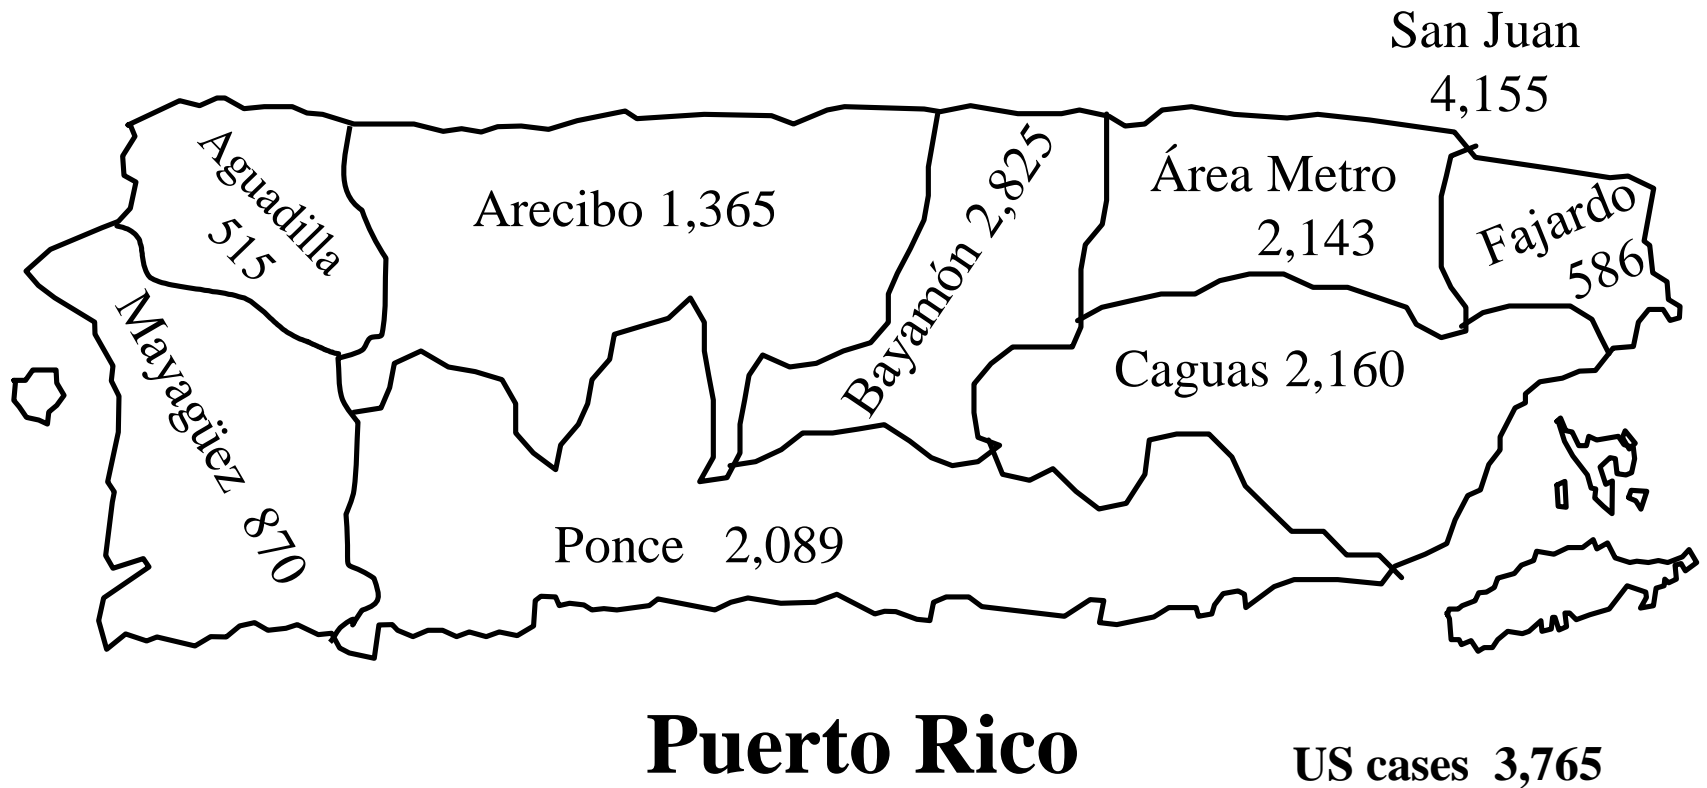 San Juan
4,155
Aguadilla
515
Arecibo 1,365
Bayamón 2,825
Área Metro
2,143
Fajardo
586
Mayagüez 870
Caguas 2,160
Ponce 2,089
Puerto Rico
US cases 3,765